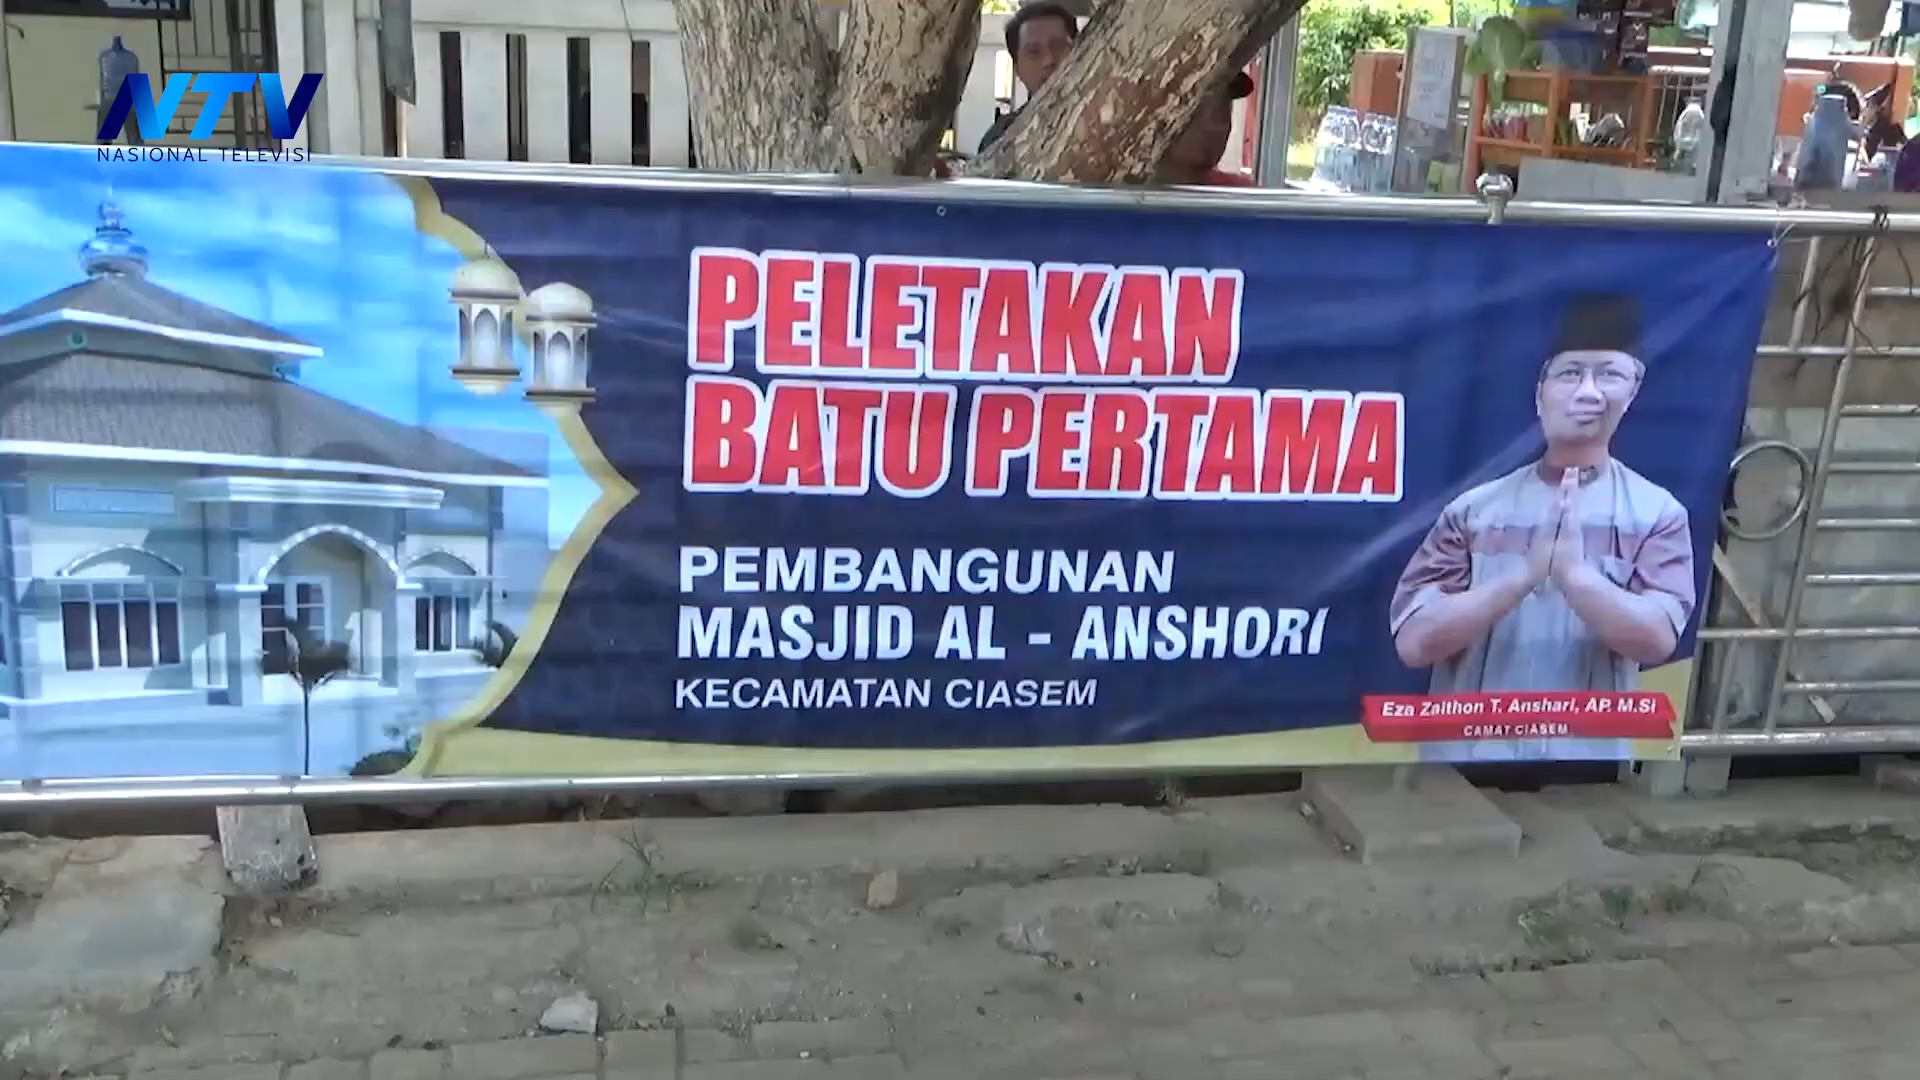 NTV
NASIONAL TELEVISI
PELETAKAN
BATU PERTAMA
PEMBANGUNAN
MASJID AL - ANSHORI
KECAMATAN CIASEM
Eza Zaithon T. Anshari, AP. M.Si
CAMAT CIASEM